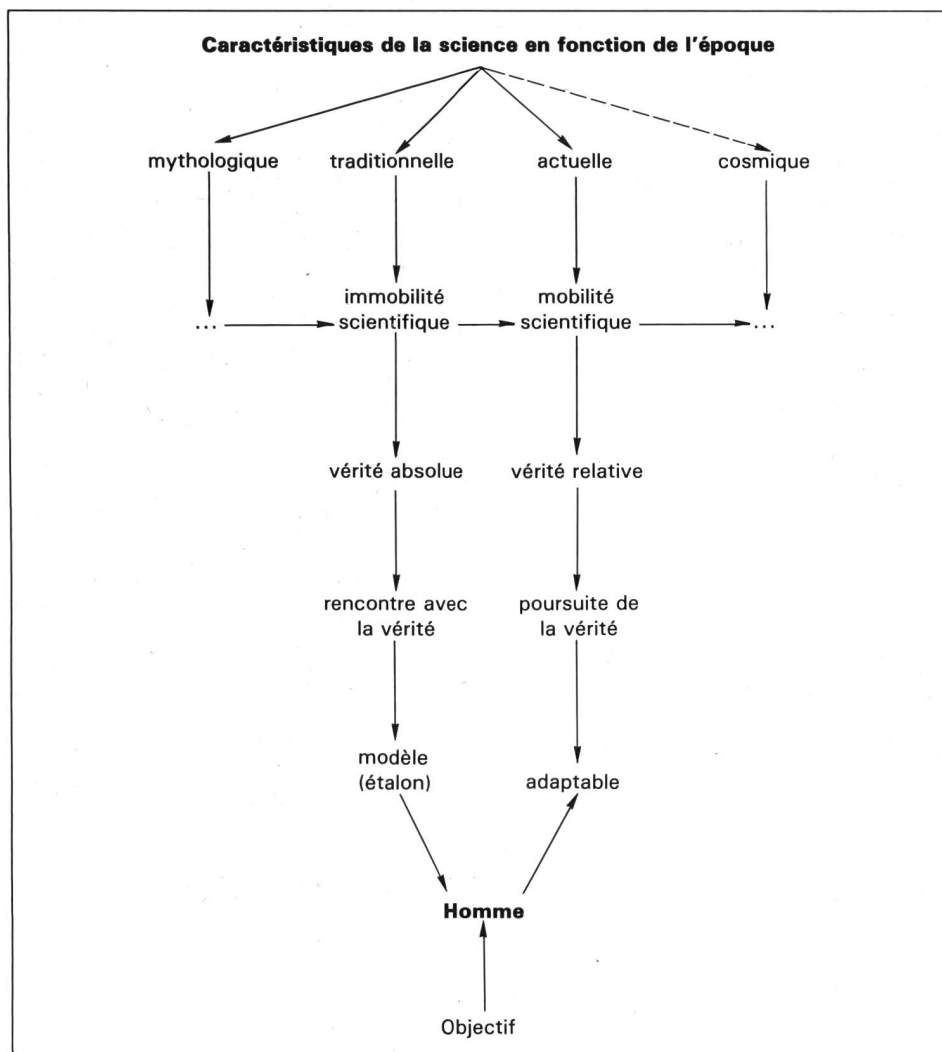 Caractéristiques de la science en fonction de l'époque
mythologique traditionnelle actuelle cosmique
immobilité mobilité
... scientifique scientifique ...
vérité absolue vérité relative
rencontre avec poursuite de
la vérité la vérité
modèle
(étalon) adaptable
Homme
Objectif